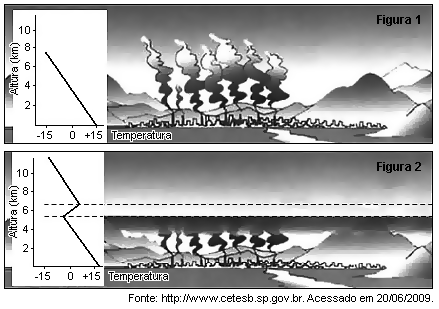 Figura 1
Altura (km)
10
8
6
4
2
-15 0 +15 Temperatura
Figura 2
Altura (km)
10
8
6
4
2
-15 0 +15 Temperatura
Fonte: http://www.cetesb.sp.gov.br. Acessado em 20/06/2009.